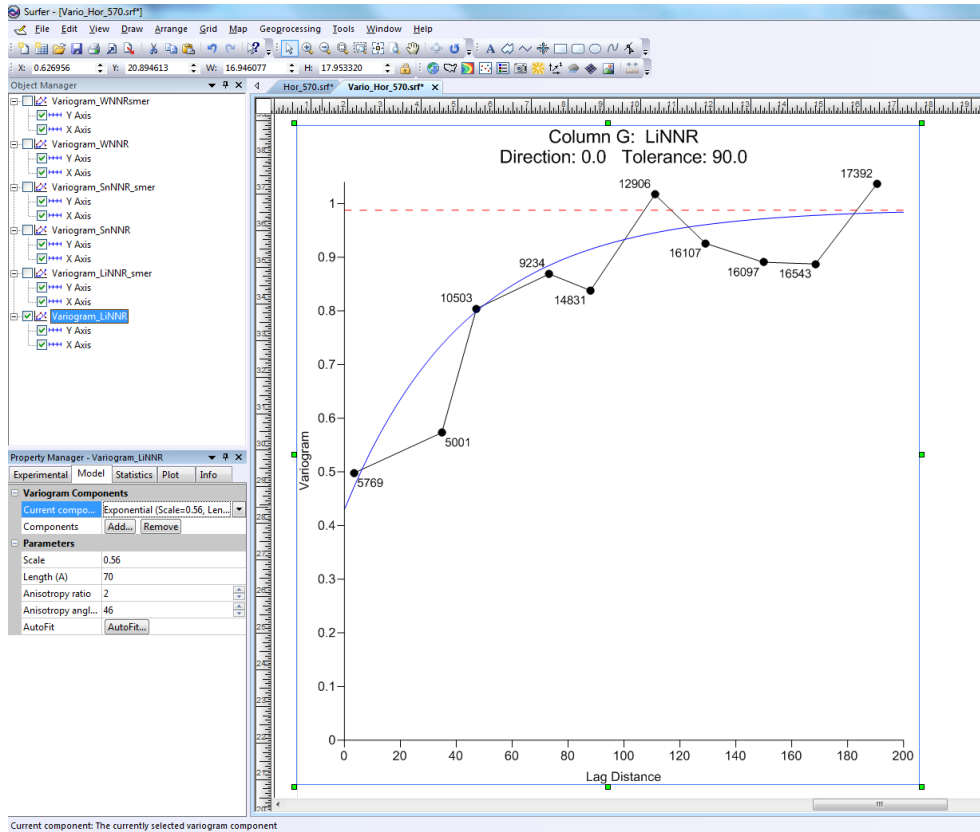 Surfer - [Vario_Hor_570.srf*]
File Edit View Draw Arrange Grid Map Geoprocessing Tools Window Help
X: 0.626956 Y: 20.894613 W: 16.946077 H: 17.953320
Object Manager
Variogram_WNNRsmer
Y Axis
X Axis
Variogram_WNNR
Y Axis
X Axis
Variogram_SnNNR_smer
Y Axis
X Axis
Variogram_SnNNR
Y Axis
X Axis
Variogram_LiNNR_smer
Y Axis
X Axis
Variogram_LiNNR
Y Axis
X Axis
Property Manager - Variogram_LiNNR
Experimental Model Statistics Plot Info
Variogram Components
Current compo... Exponential (Scale=0.56, Len...
Components Add... Remove
Parameters
Scale 0.56
Length (A) 70
Anisotropy ratio 2
Anisotropy angl... 46
AutoFit AutoFit...
Hor_570.srf* Vario_Hor_570.srf*
Column G: LiNNR
Direction: 0.0 Tolerance: 90.0
17392
12906
1
16107
0.9
9234
16097
16543
14831
10503
0.8
0.7
0.6
5001
0.5
5769
0.4
0.3
0.2
0.1
0
Variogram
0 20 40 60 80 100 120 140 160 180 200
Lag Distance
Current component: The currently selected variogram component